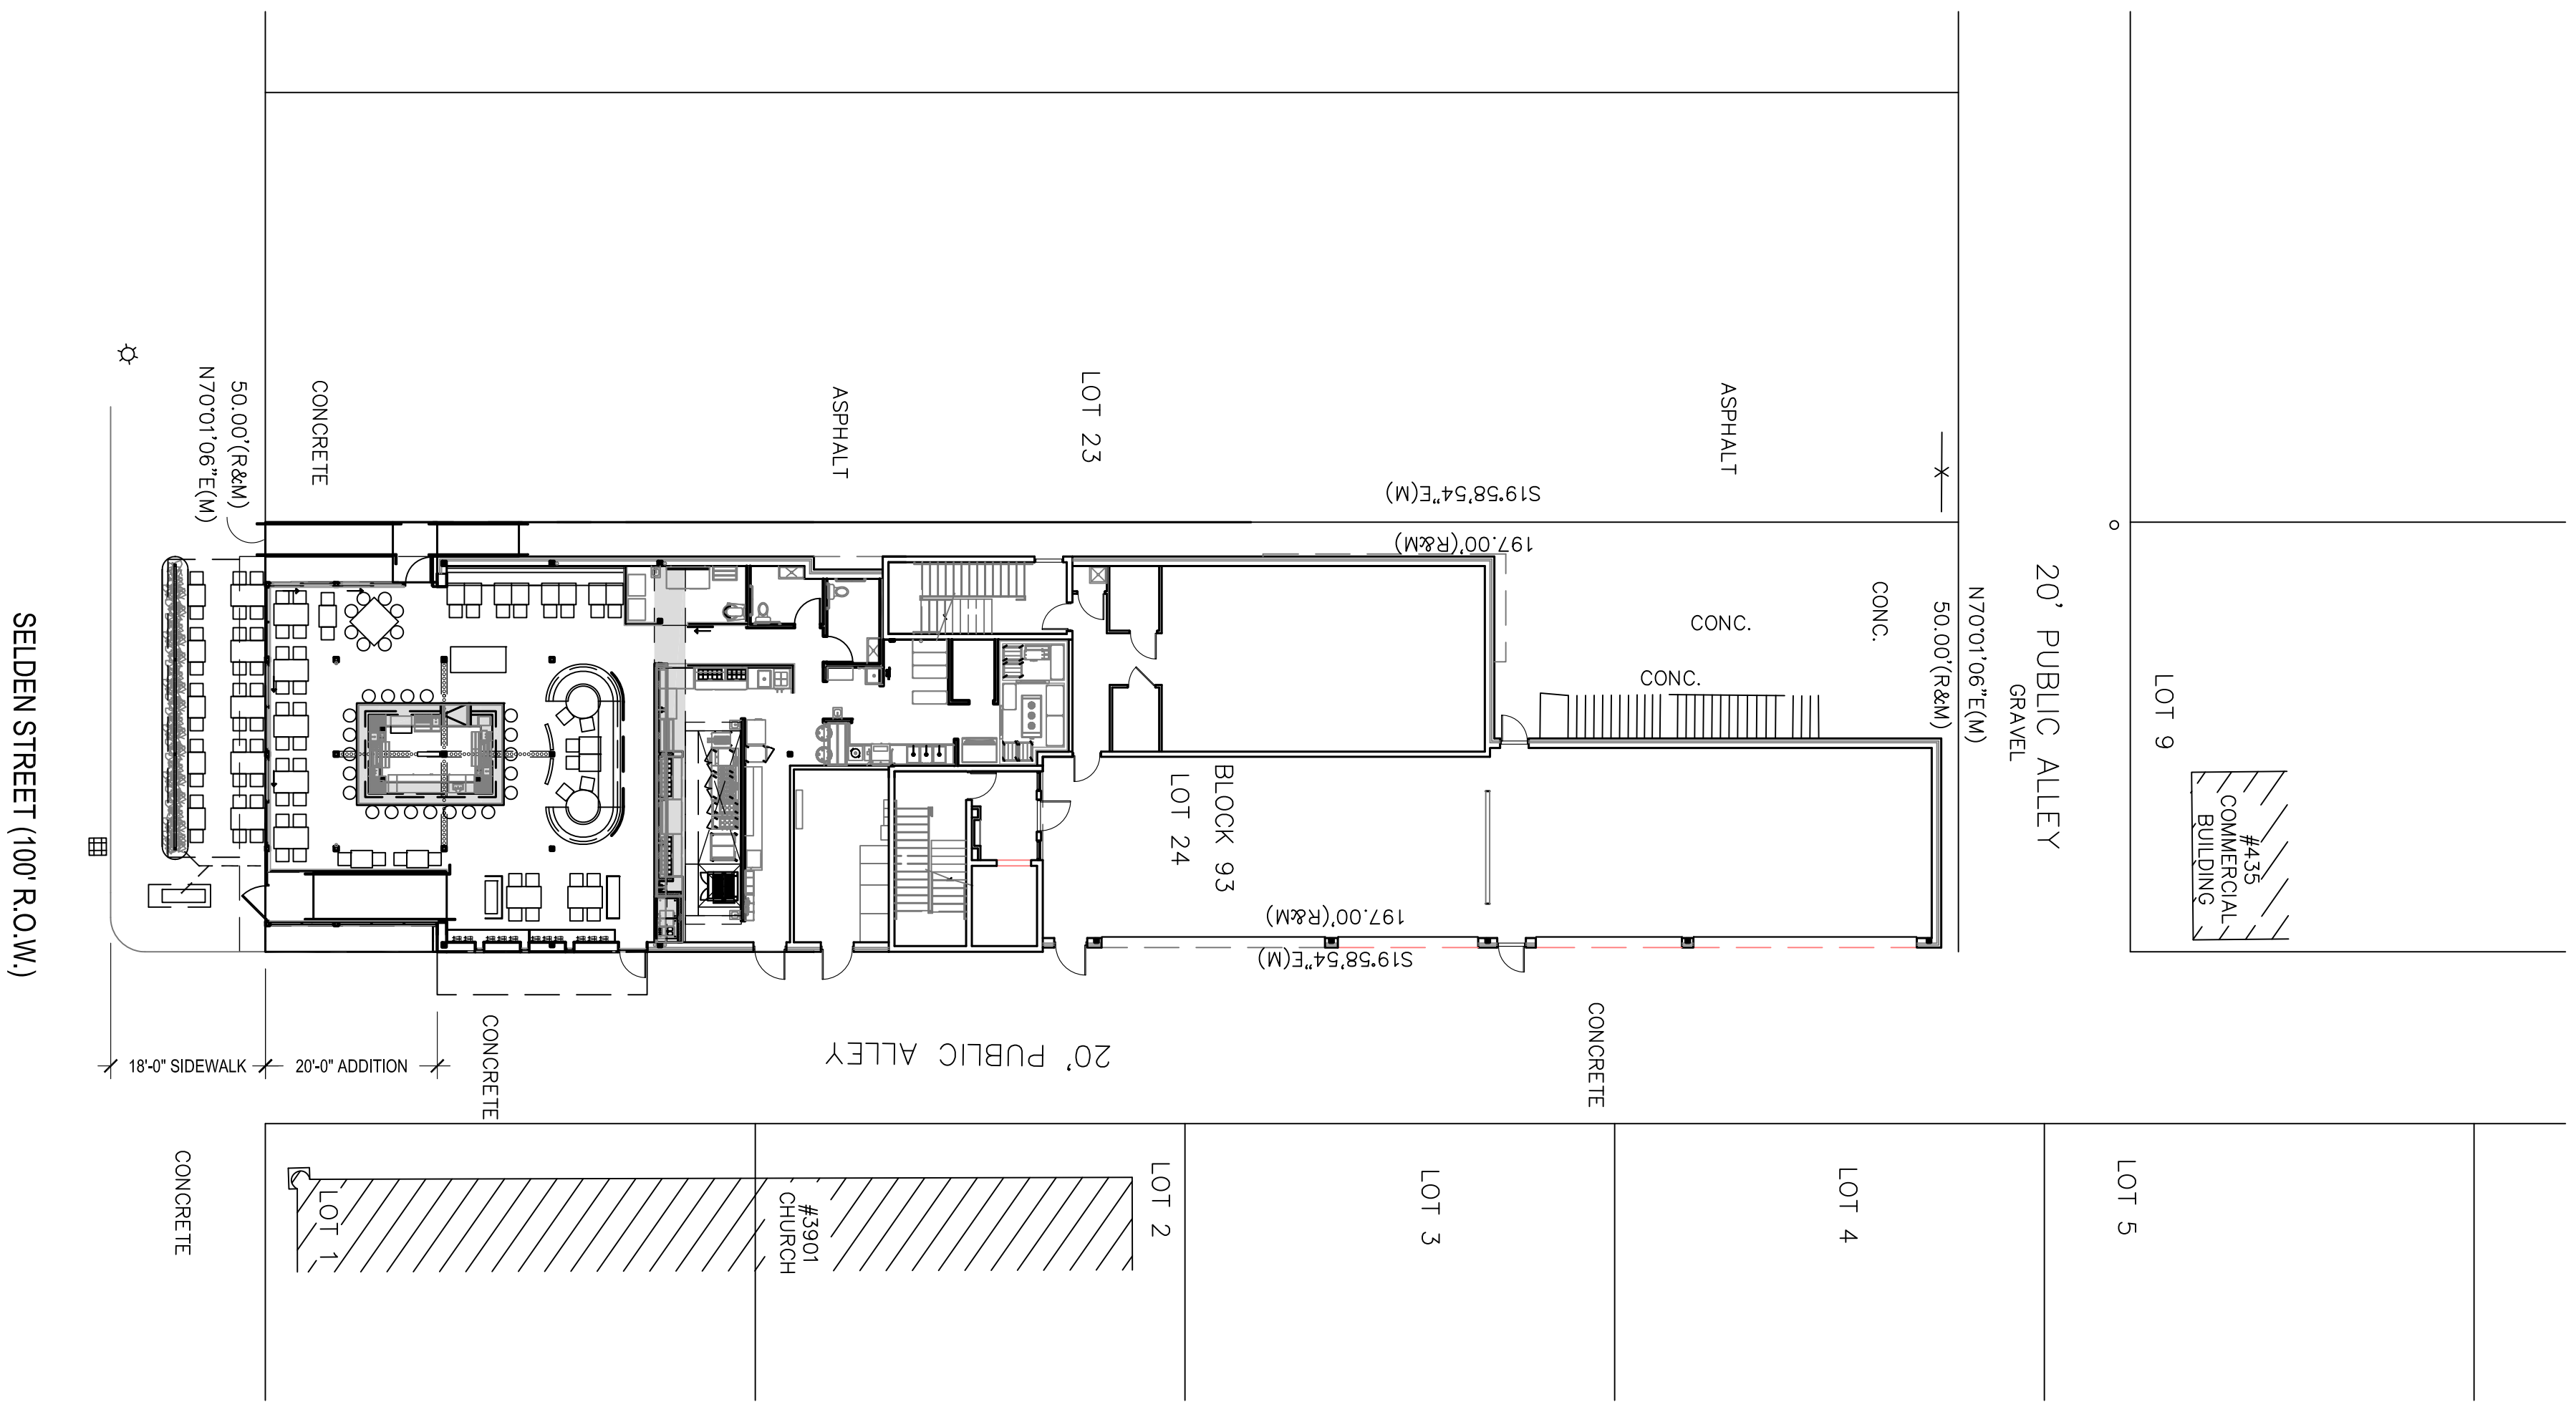 SELDEN STREET (100' R.O.W.)
N70°01'06"E(M)
50.00'(R&M)
CONCRETE
ASPHALT
LOT 23
ASPHALT
S19°58'54"E(M)
197.00'(R&M)
CONC.
CONC.
CONC.
50.00'(R&M)
N70°01'06"E(M)
GRAVEL
20' PUBLIC ALLEY
LOT 9
#435
COMMERCIAL
BUILDING
BLOCK 93
LOT 24
197.00'(R&M)
S19°58'54"E(M)
18'-0" SIDEWALK
20'-0" ADDITION
CONCRETE
20' PUBLIC ALLEY
CONCRETE
CONCRETE
LOT 1
#3901
CHURCH
LOT 2
LOT 3
LOT 4
LOT 5